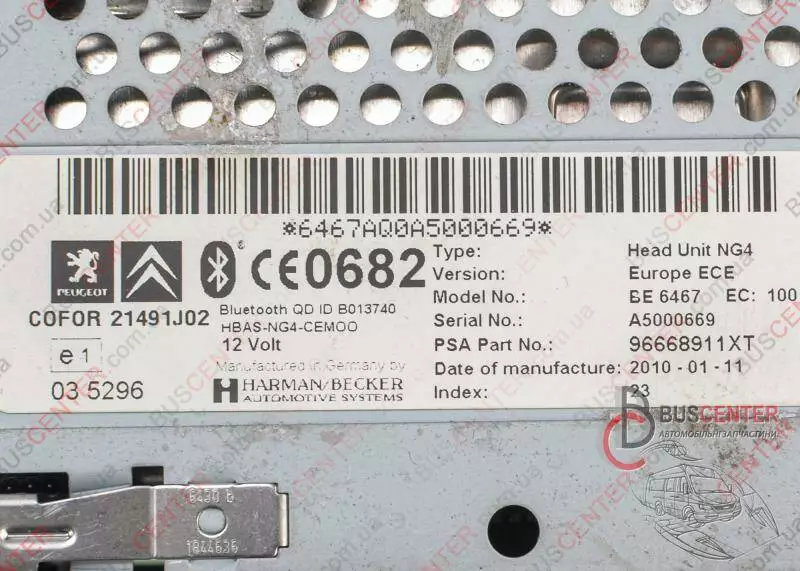 *6467AQ0A5000669*
PEUGEOT
CE0682
COFOR 21491J02
Bluetooth QD ID B013740
HBAS-NG4-CEMOO
12 Volt
e1
03 5296
Manufactured in Germany by
HARMAN/BECKER
AUTOMOTIVE SYSTEMS
Type: Head Unit NG4
Version: Europe ECE
Model No.: BE 6467 EC: 100
Serial No.: A5000669
PSA Part No.: 96668911XT
Date of manufacture: 2010-01-11
Index: 23
BUSCENTER
АВТОМОБІЛЬНІ ЗАПЧАСТИНИ
6490 b
1844636